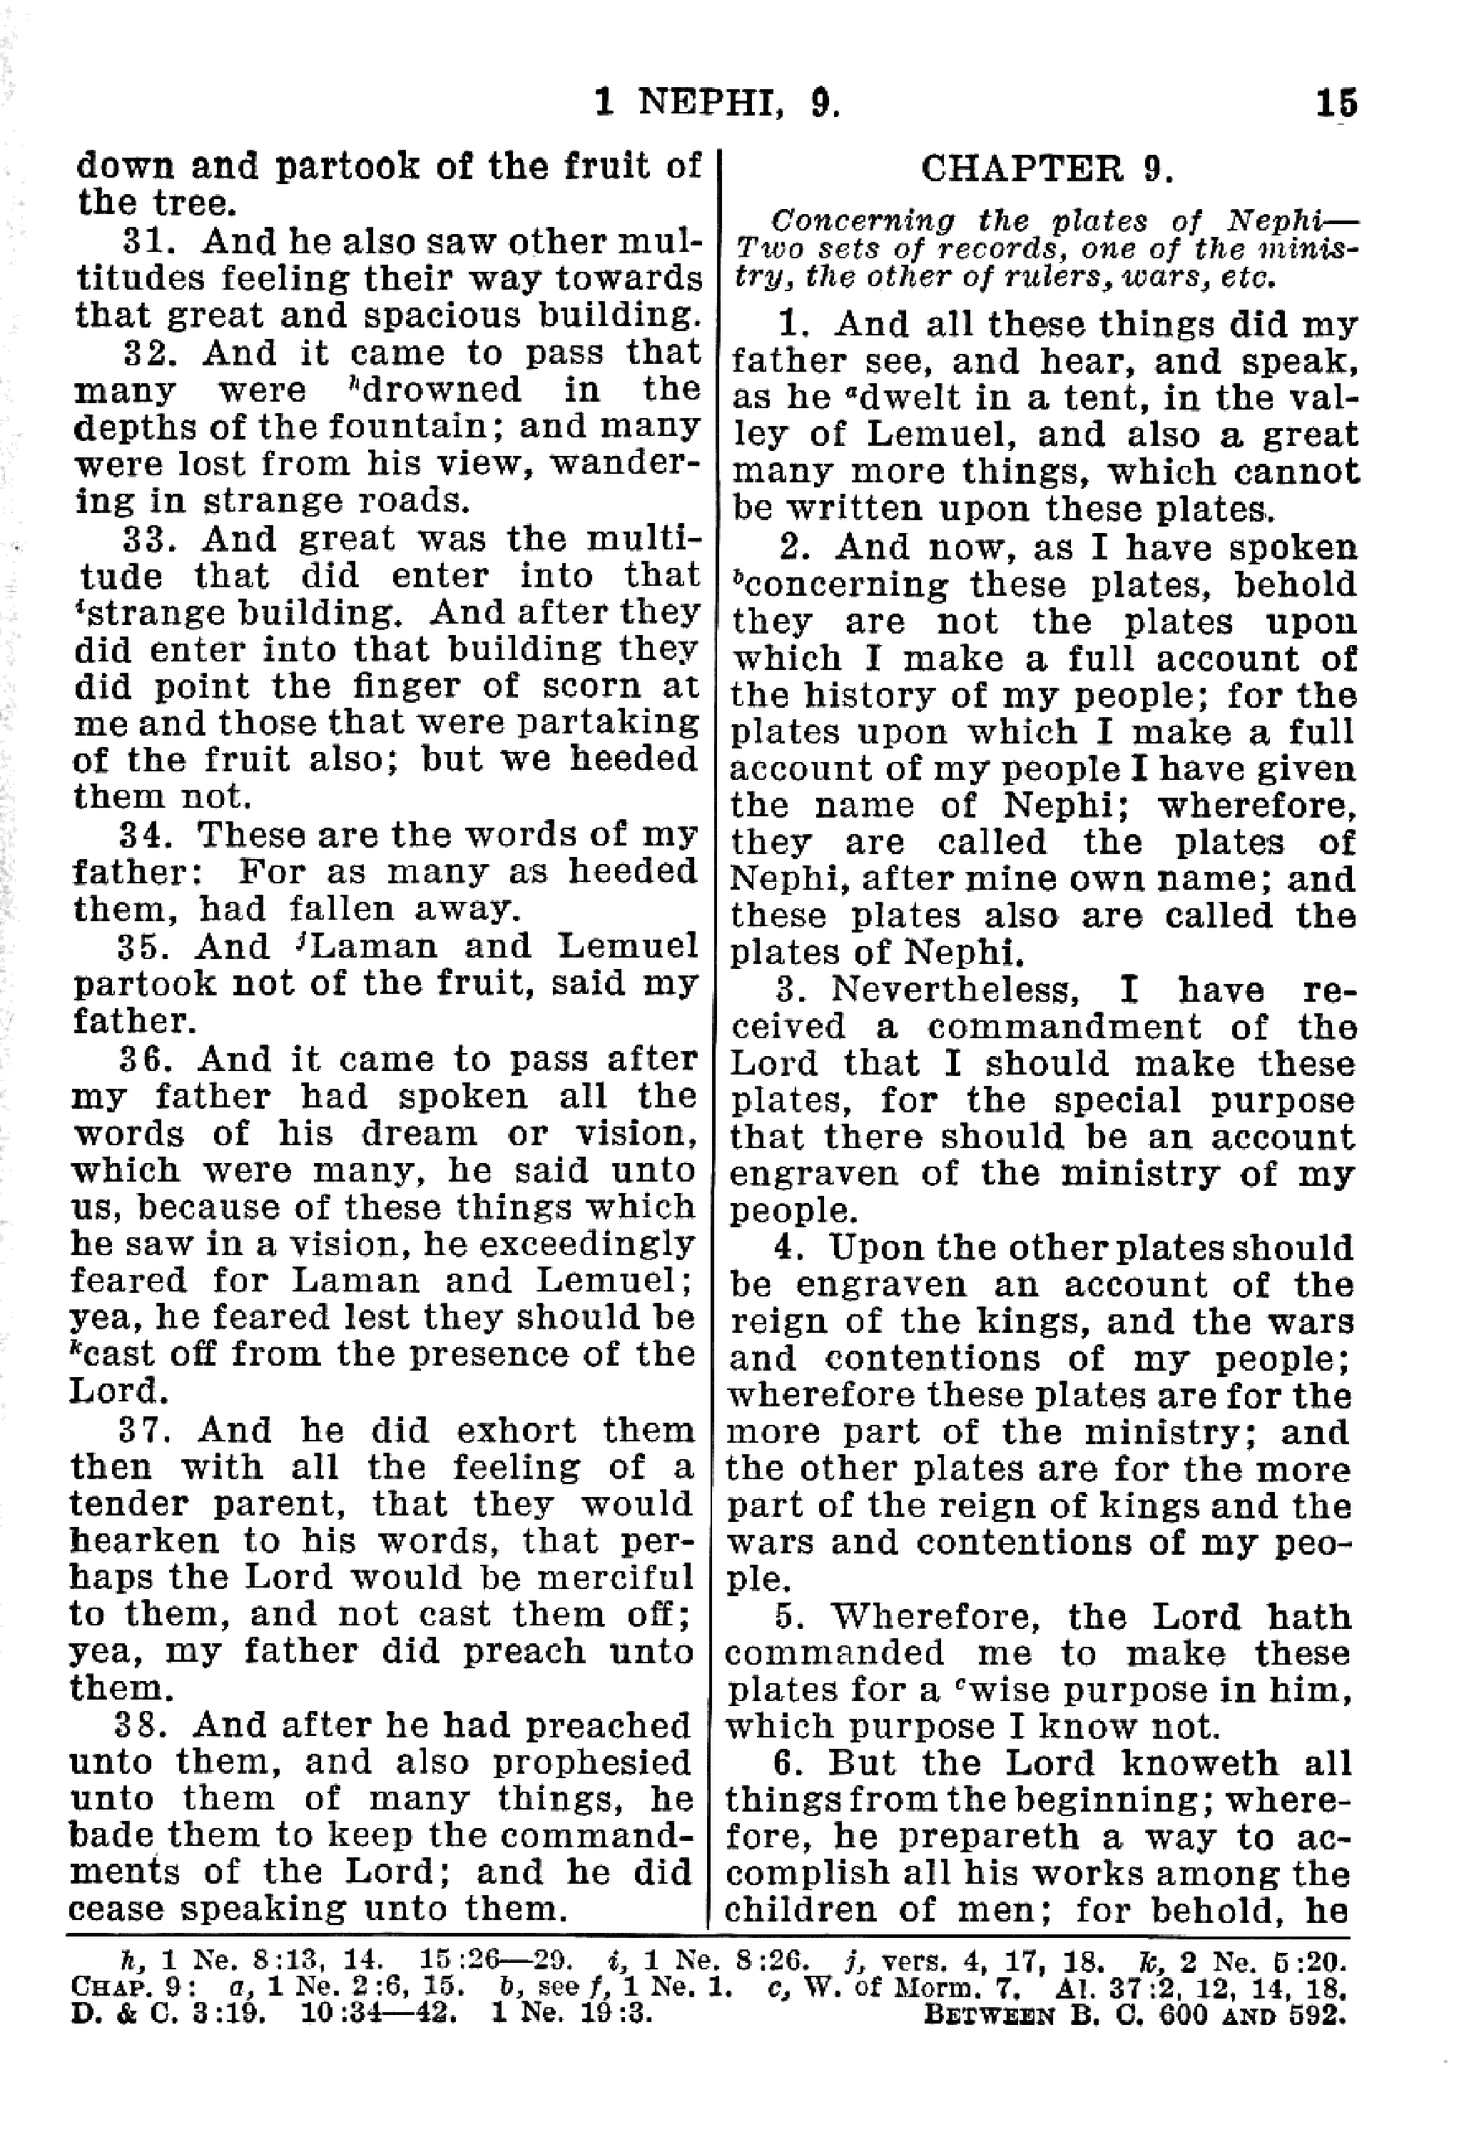 1 NEPHI, 9.
15
down and partook of the fruit of
the tree.
31. And he also saw other mul-
titudes feeling their way towards
that great and spacious building.
32. And it came to pass that
many were ʰdrowned in the
depths of the fountain; and many
were lost from his view, wander-
ing in strange roads.
33. And great was the multi-
tude that did enter into that
ⁱstrange building. And after they
did enter into that building they
did point the finger of scorn at
me and those that were partaking
of the fruit also; but we heeded
them not.
34. These are the words of my
father: For as many as heeded
them, had fallen away.
35. And ʲLaman and Lemuel
partook not of the fruit, said my
father.
36. And it came to pass after
my father had spoken all the
words of his dream or vision,
which were many, he said unto
us, because of these things which
he saw in a vision, he exceedingly
feared for Laman and Lemuel;
yea, he feared lest they should be
ᵏcast off from the presence of the
Lord.
37. And he did exhort them
then with all the feeling of a
tender parent, that they would
hearken to his words, that per-
haps the Lord would be merciful
to them, and not cast them off;
yea, my father did preach unto
them.
38. And after he had preached
unto them, and also prophesied
unto them of many things, he
bade them to keep the command-
ments of the Lord; and he did
cease speaking unto them.
CHAPTER 9.
Concerning the plates of Nephi—
Two sets of records, one of the minis-
try, the other of rulers, wars, etc.
1. And all these things did my
father see, and hear, and speak,
as he ᵃdwelt in a tent, in the val-
ley of Lemuel, and also a great
many more things, which cannot
be written upon these plates.
2. And now, as I have spoken
ᵇconcerning these plates, behold
they are not the plates upon
which I make a full account of
the history of my people; for the
plates upon which I make a full
account of my people I have given
the name of Nephi; wherefore,
they are called the plates of
Nephi, after mine own name; and
these plates also are called the
plates of Nephi.
3. Nevertheless, I have re-
ceived a commandment of the
Lord that I should make these
plates, for the special purpose
that there should be an account
engraven of the ministry of my
people.
4. Upon the other plates should
be engraven an account of the
reign of the kings, and the wars
and contentions of my people;
wherefore these plates are for the
more part of the ministry; and
the other plates are for the more
part of the reign of kings and the
wars and contentions of my peo-
ple.
5. Wherefore, the Lord hath
commanded me to make these
plates for a ᶜwise purpose in him,
which purpose I know not.
6. But the Lord knoweth all
things from the beginning; where-
fore, he prepareth a way to ac-
complish all his works among the
children of men; for behold, he
h, 1 Ne. 8:13, 14. 15:26—29. i, 1 Ne. 8:26. j, vers. 4, 17, 18. k, 2 Ne. 5:20.
CHAP. 9: a, 1 Ne. 2:6, 15. b, see f, 1 Ne. 1. c, W. of Morm. 7. Al. 37:2, 12, 14, 18.
D. & C. 3:19. 10:34—42. 1 Ne. 19:3. BETWEEN B. C. 600 AND 592.